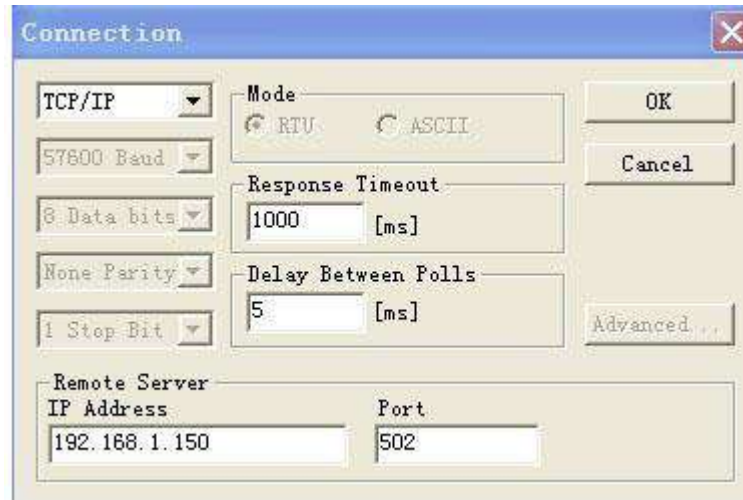 Connection
TCP/IP
57600 Baud
8 Data bits
None Parity
1 Stop Bit
Mode
RTU ASCII
Response Timeout
1000 [ms]
Delay Between Polls
5 [ms]
OK
Cancel
Advanced...
Remote Server
IP Address Port
192.168.1.150 502